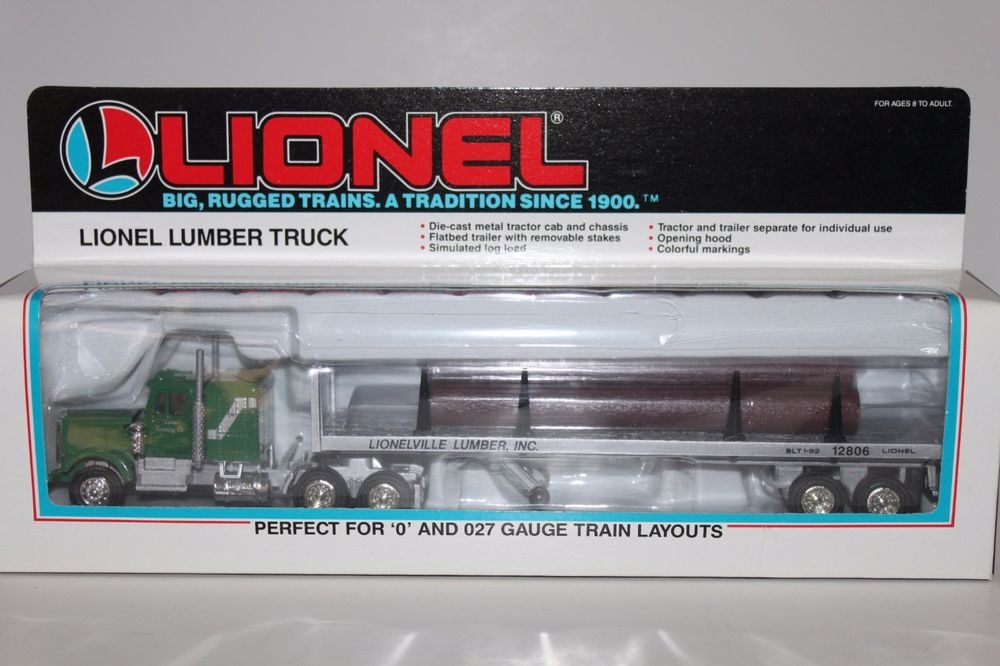 FOR AGES 8 TO ADULT
LIONEL®
BIG, RUGGED TRAINS. A TRADITION SINCE 1900.™
LIONEL LUMBER TRUCK
• Die-cast metal tractor cab and chassis
• Flatbed trailer with removable stakes
• Simulated log load
• Tractor and trailer separate for individual use
• Opening hood
• Colorful markings
LIONELVILLE LUMBER, INC.
BLT 1-92 12806 LIONEL
PERFECT FOR ‘O’ AND 027 GAUGE TRAIN LAYOUTS